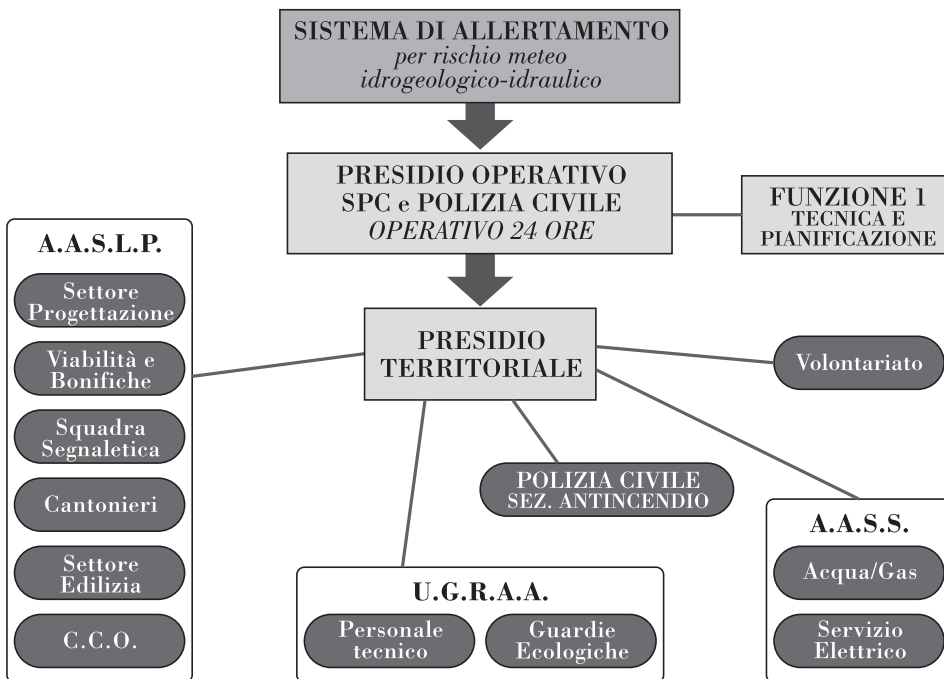 SISTEMA DI ALLERTAMENTO
per rischio meteo
idrogeologico-idraulico
PRESIDIO OPERATIVO
SPC e POLIZIA CIVILE
OPERATIVO 24 ORE
FUNZIONE 1
TECNICA E
PIANIFICAZIONE
A.A.S.L.P.
Settore
Progettazione
Viabilità e
Bonifiche
Squadra
Segnaletica
Cantonieri
Settore
Edilizia
C.C.O.
PRESIDIO
TERRITORIALE
Volontariato
POLIZIA CIVILE
SEZ. ANTINCENDIO
U.G.R.A.A.
Personale
tecnico
Guardie
Ecologiche
A.A.S.S.
Acqua/Gas
Servizio
Elettrico